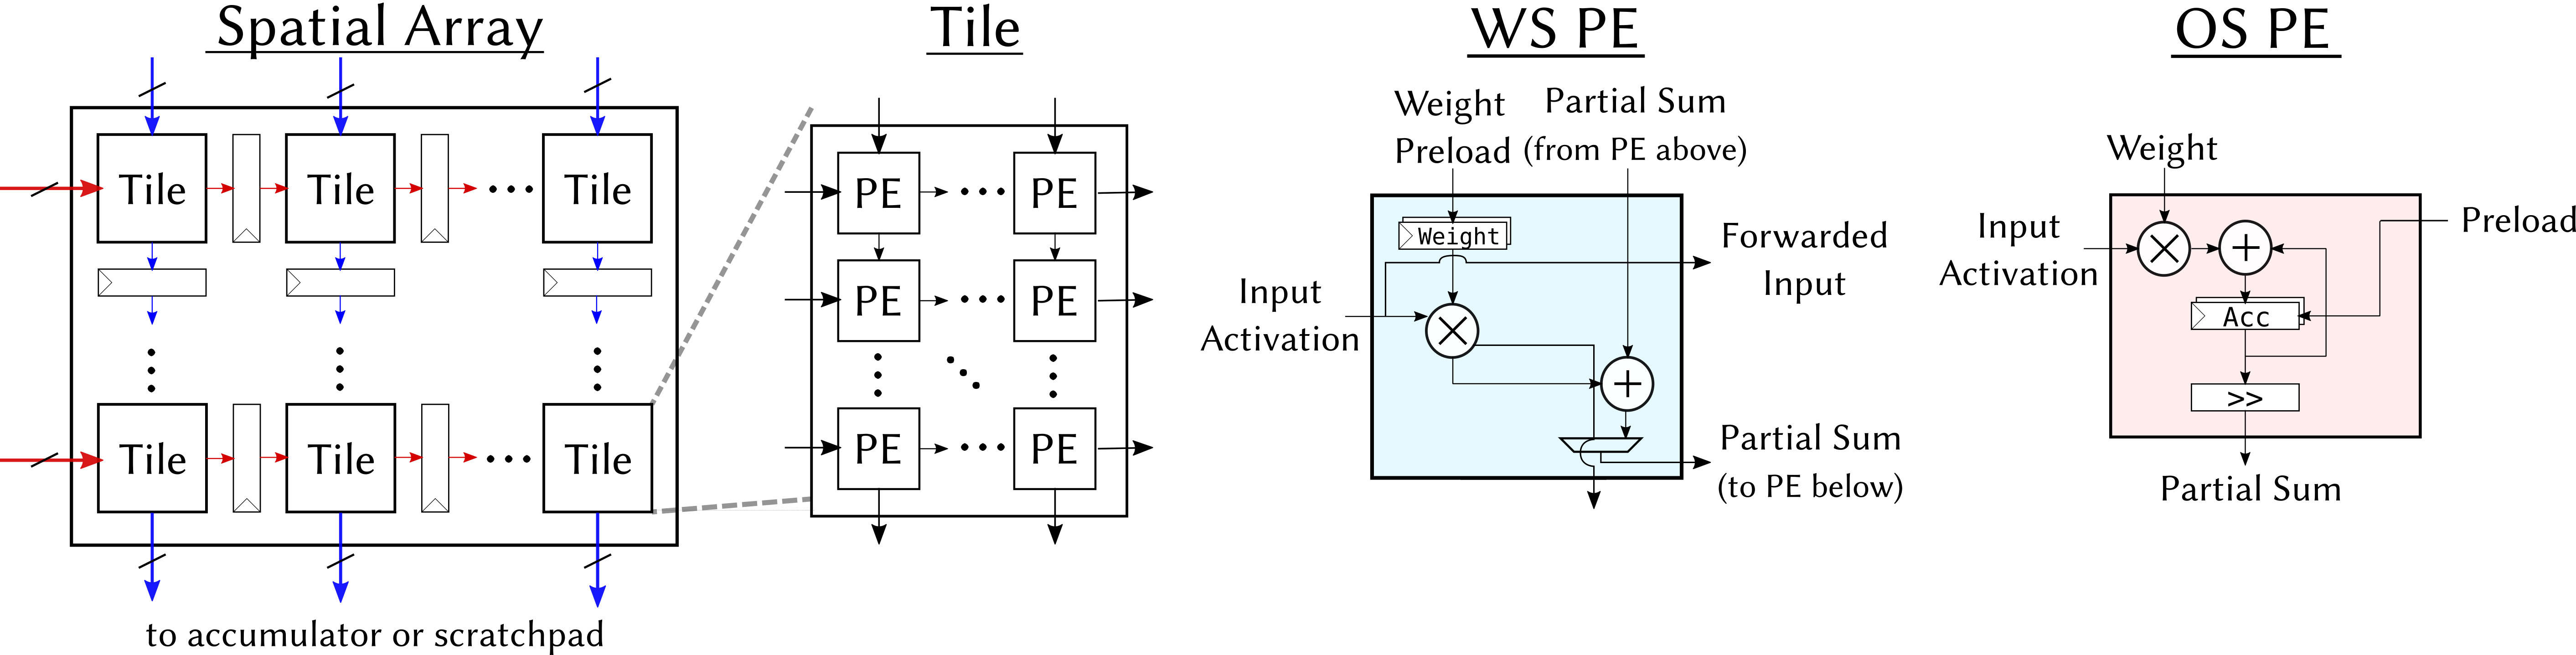 Spatial Array
Tile
Tile
Tile
Tile
Tile
Tile
to accumulator or scratchpad
Tile
PE
PE
PE
PE
PE
PE
WS PE
Weight
Preload
Partial Sum
(from PE above)
Weight
Forwarded
Input
Input
Activation
Partial Sum
(to PE below)
OS PE
Weight
Input
Activation
Preload
Acc
>>
Partial Sum